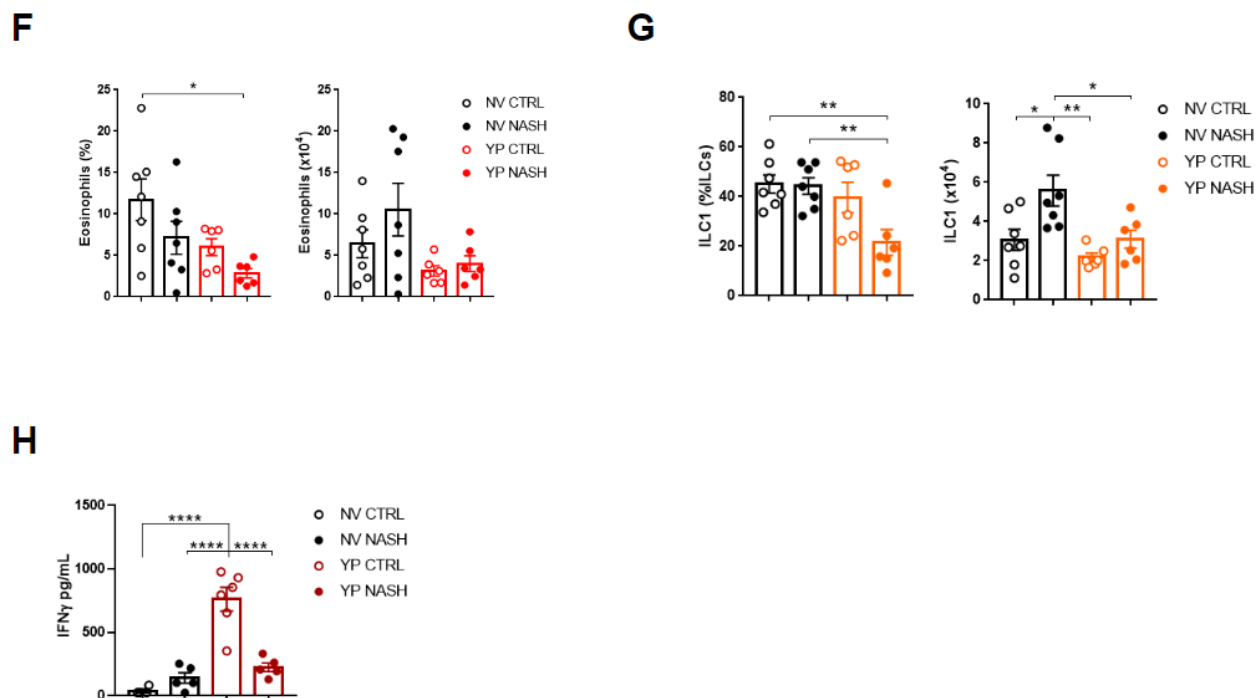 F
G
*
25
20
15
10
5
0
Eosinophils (%)
25
20
15
10
5
0
Eosinophils (x10⁴)
NV CTRL
NV NASH
YP CTRL
YP NASH
**
**
80
60
40
20
0
ILC1 (%ILCs)
*
* **
10
8
6
4
2
0
ILC1 (x10⁴)
NV CTRL
NV NASH
YP CTRL
YP NASH
H
****
**** ****
1500
1000
500
0
IFNγ pg/mL
NV CTRL
NV NASH
YP CTRL
YP NASH